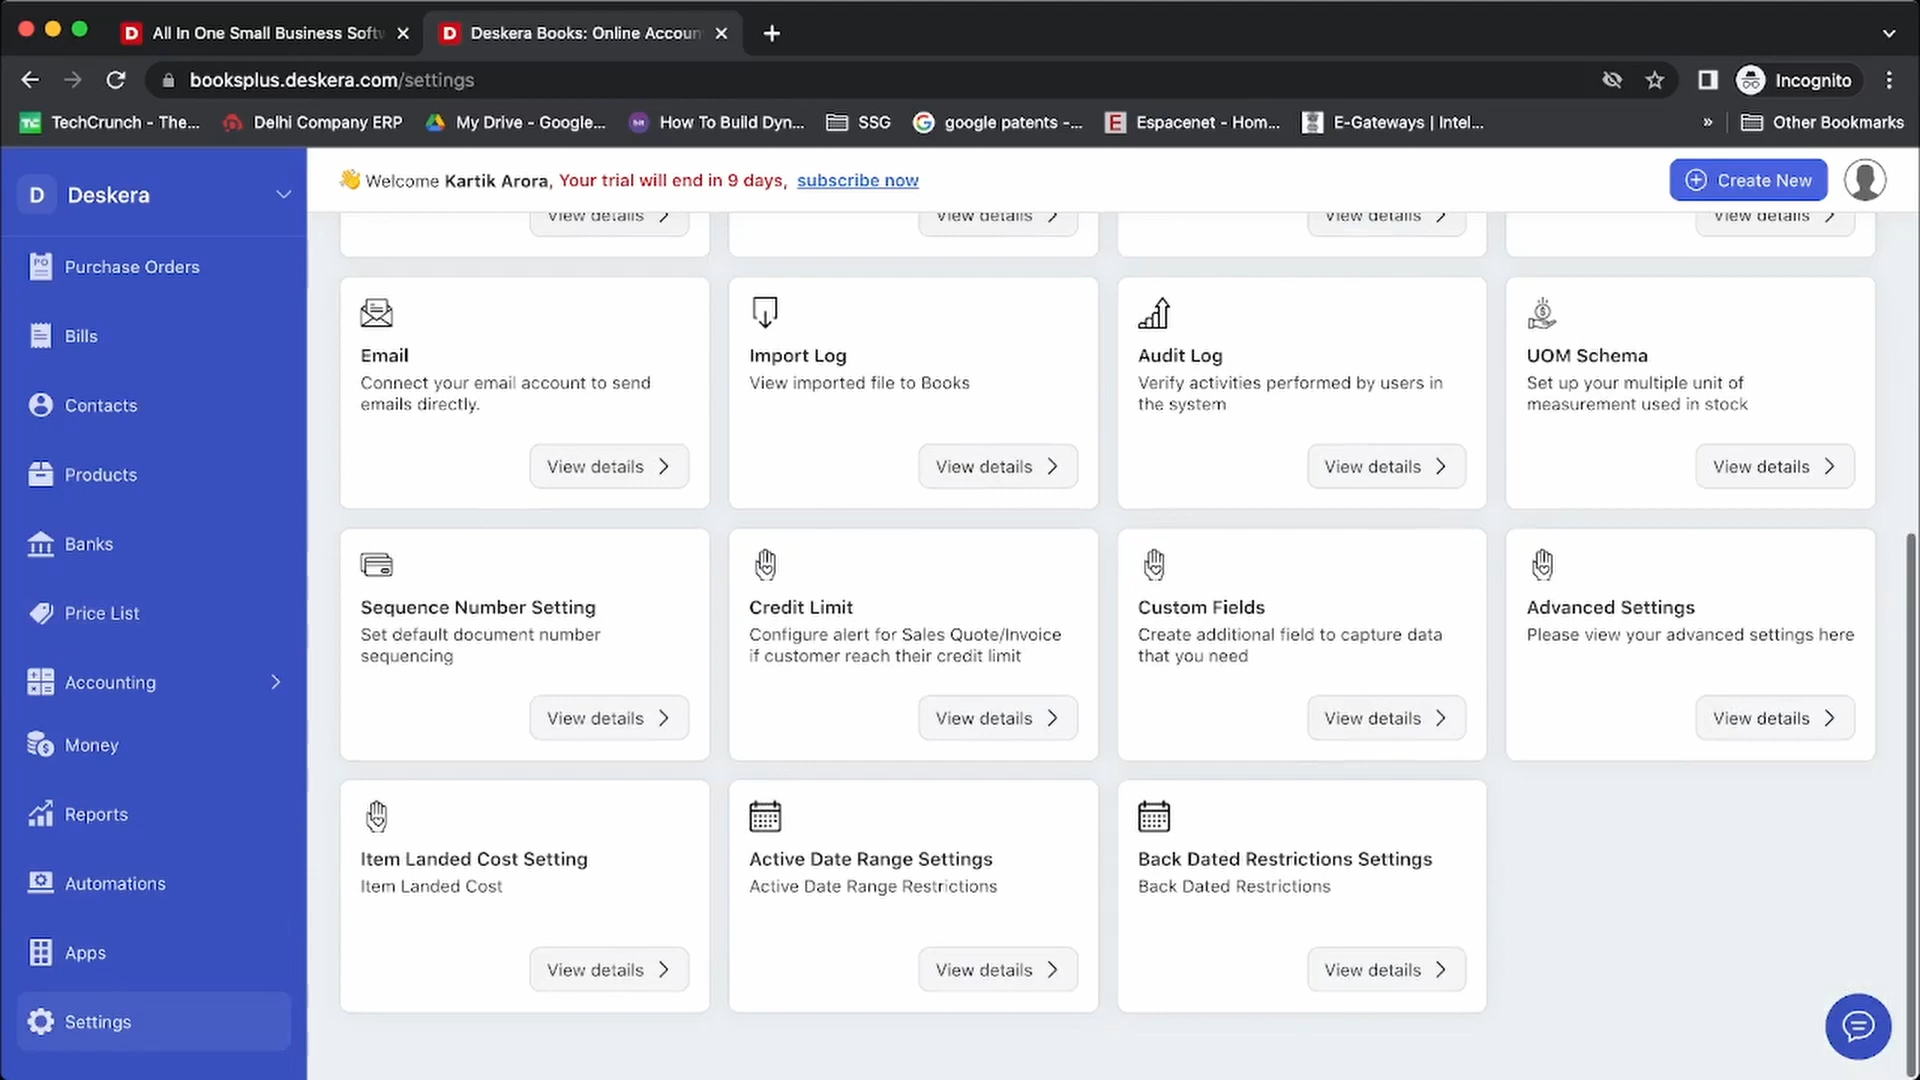 All In One Small Business Softw
Deskera Books: Online Accoun
booksplus.deskera.com/settings
Incognito
TechCrunch - The...
Delhi Company ERP
My Drive - Google...
How To Build Dyn...
SSG
google patents -...
Espacenet - Hom...
E-Gateways | Intel...
»
Other Bookmarks
D Deskera
Welcome Kartik Arora, Your trial will end in 9 days, subscribe now
Create New
Purchase Orders
Bills
Contacts
Products
Banks
Price List
Accounting
Money
Reports
Automations
Apps
Settings
View details
View details
View details
View details
Email
Connect your email account to send
emails directly.
View details
Import Log
View imported file to Books
View details
Audit Log
Verify activities performed by users in
the system
View details
UOM Schema
Set up your multiple unit of
measurement used in stock
View details
Sequence Number Setting
Set default document number
sequencing
View details
Credit Limit
Configure alert for Sales Quote/Invoice
if customer reach their credit limit
View details
Custom Fields
Create additional field to capture data
that you need
View details
Advanced Settings
Please view your advanced settings here
View details
Item Landed Cost Setting
Item Landed Cost
View details
Active Date Range Settings
Active Date Range Restrictions
View details
Back Dated Restrictions Settings
Back Dated Restrictions
View details